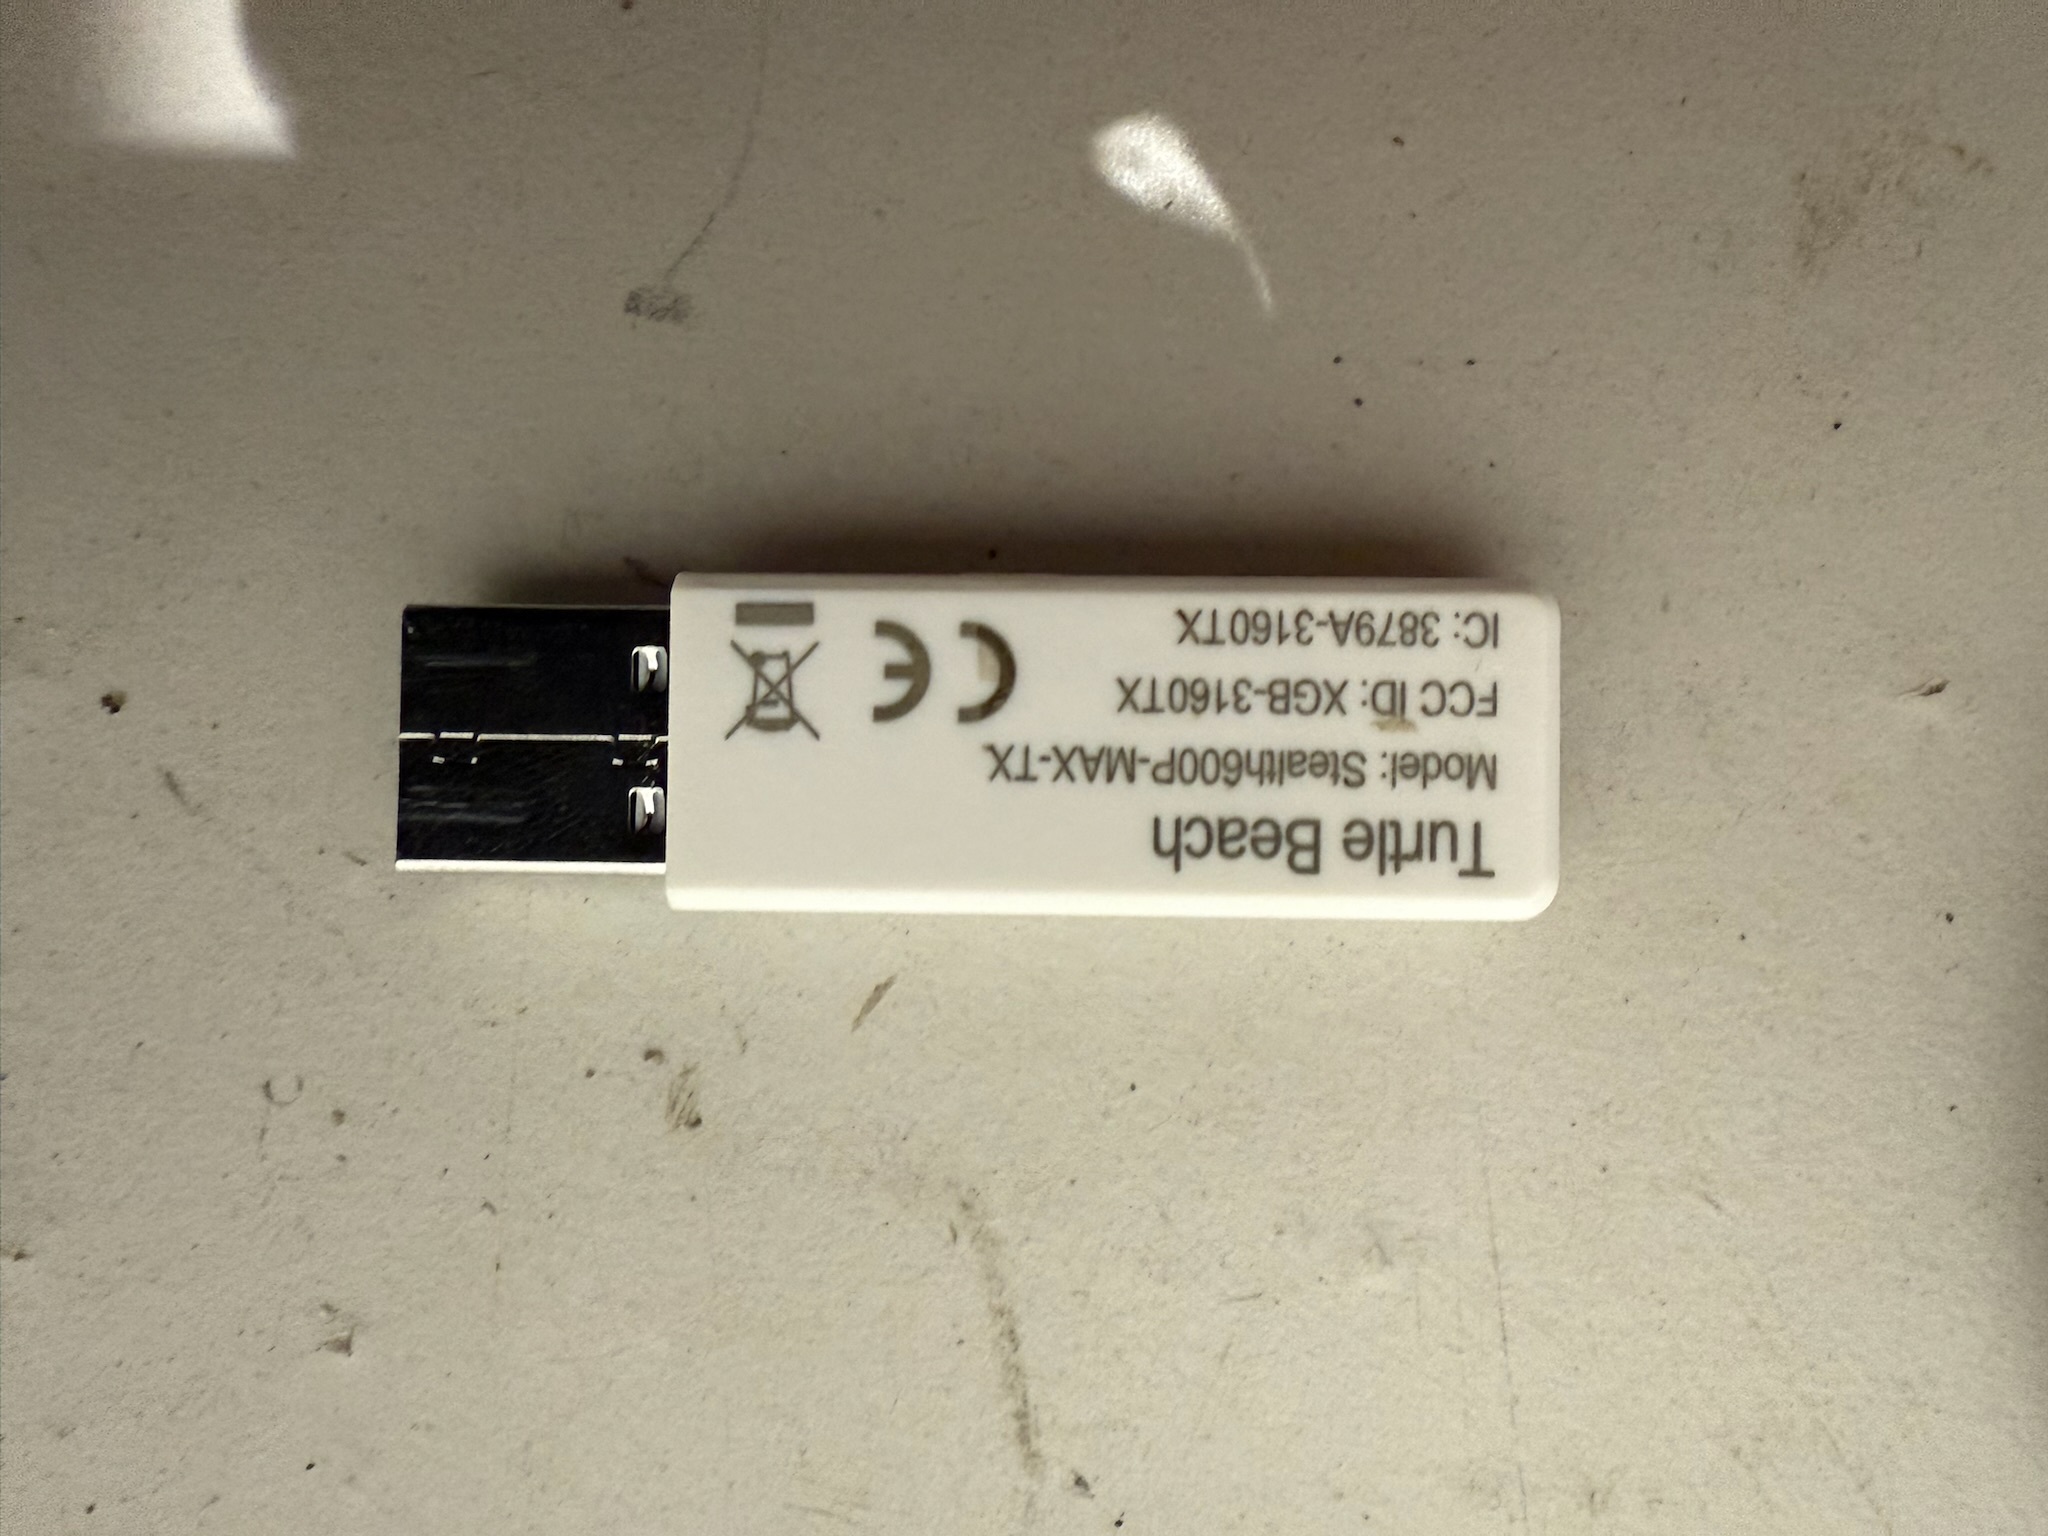 Turtle Beach
Model: Stealth600P-MAX-TX
FCC ID: XGB-3160TX
IC: 3879A-3160TX
CE